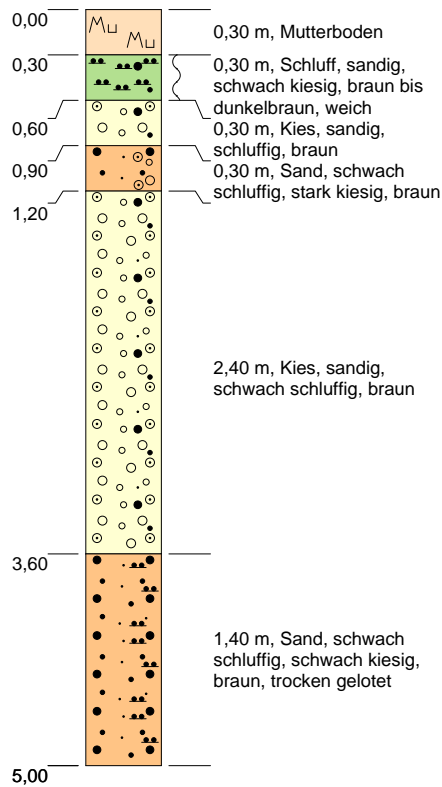 0,00
0,30 m, Mutterboden
0,30
0,30 m, Schluff, sandig,
schwach kiesig, braun bis
dunkelbraun, weich
0,60
0,30 m, Kies, sandig,
schluffig, braun
0,90
0,30 m, Sand, schwach
schluffig, stark kiesig, braun
1,20
2,40 m, Kies, sandig,
schwach schluffig, braun
3,60
1,40 m, Sand, schwach
schluffig, schwach kiesig,
braun, trocken gelotet
5,00